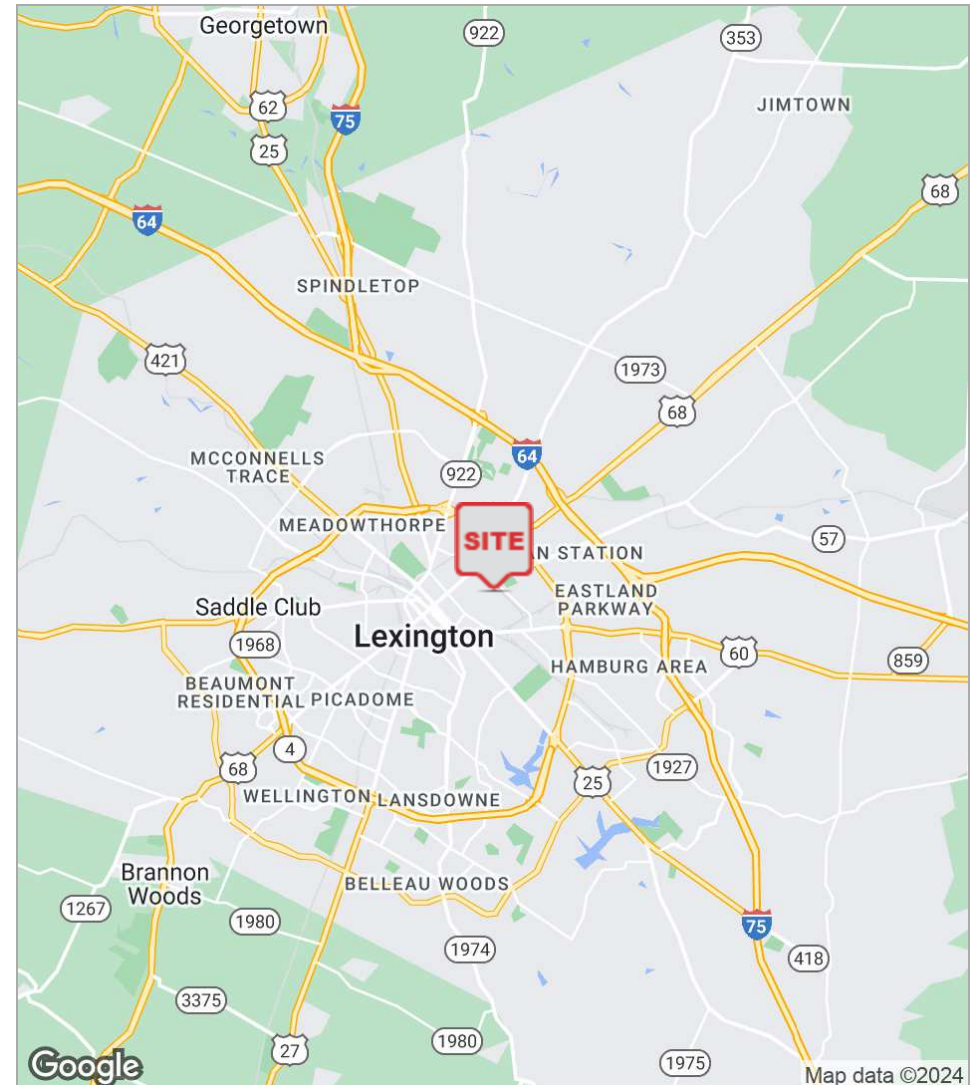 Georgetown
922
353
JIMTOWN
62
75
25
68
64
SPINDLETOP
421
1973
68
MCCONNELLS
TRACE
64
922
MEADOWTHORPE
SITE
AN STATION
57
EASTLAND
PARKWAY
Saddle Club
Lexington
1968
60
859
HAMBURG AREA
BEAUMONT
RESIDENTIAL
PICADOME
4
68
1927
25
WELLINGTON
LANSDOWNE
Brannon
Woods
BELLEAU WOODS
1267
1980
75
1974
418
3375
1980
27
1975
Google
Map data ©2024